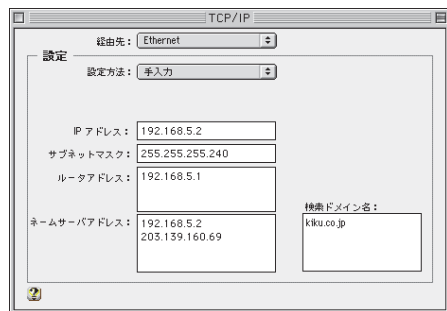 TCP/IP
経由先： Ethernet
設定
設定方法： 手入力
IP アドレス： 192.168.5.2
サブネットマスク： 255.255.255.240
ルータアドレス： 192.168.5.1
ネームサーバアドレス： 192.168.5.2
203.139.160.69
検索ドメイン名：
kiku.co.jp
?